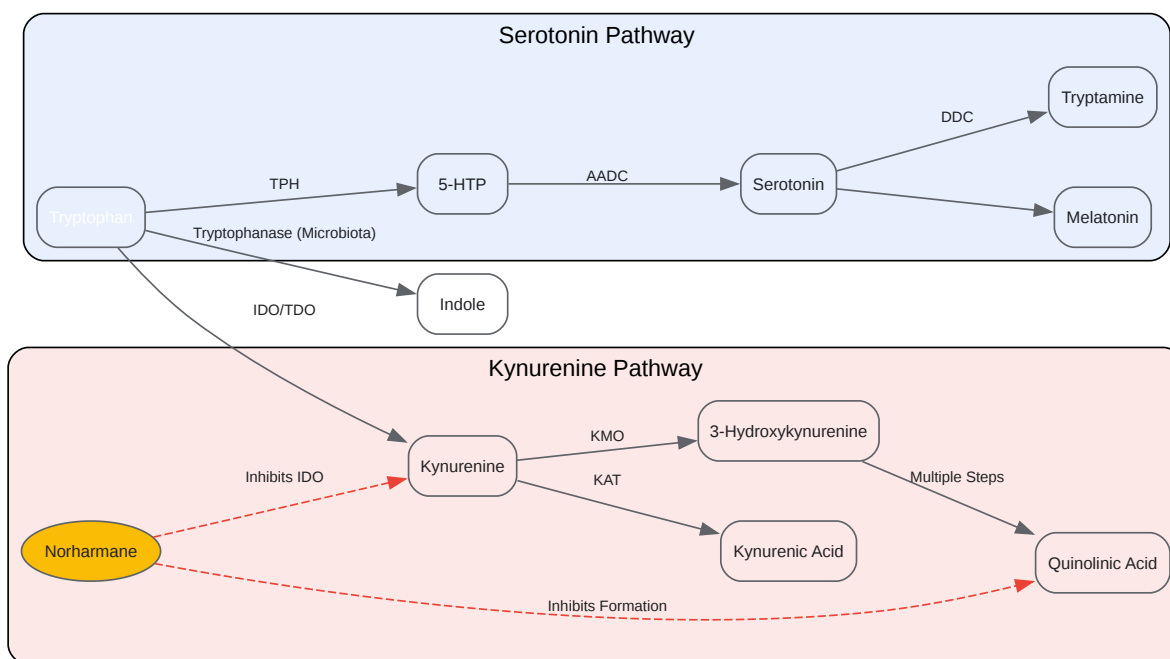 Serotonin Pathway
Tryptamine
DDC
TPH
5-HTP
AADC
Serotonin
Tryptophan
Melatonin
Tryptophanase (Microbiota)
Indole
IDO/TDO
Kynurenine Pathway
3-Hydroxykynurenine
KMO
Kynurenine
Inhibits IDO
KAT
Multiple Steps
Norharmane
Kynurenic Acid
Quinolinic Acid
Inhibits Formation